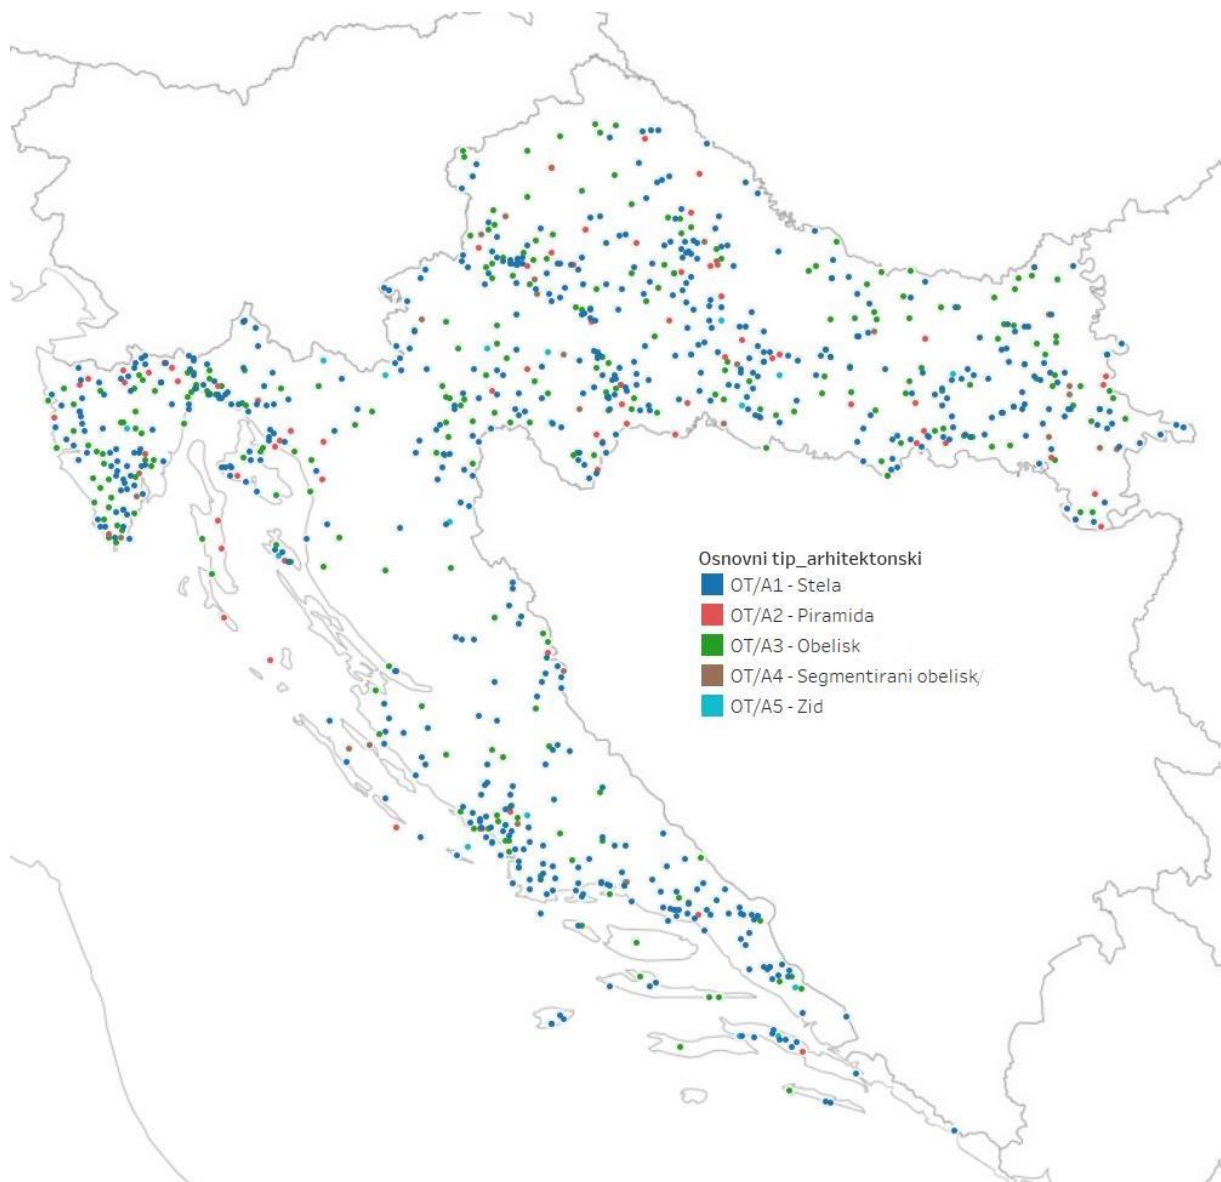 Osnovni tip_arhitektonski
OT/A1 - Stela
OT/A2 - Piramida
OT/A3 - Obelisk
OT/A4 - Segmentirani obelisk/
OT/A5 - Zid